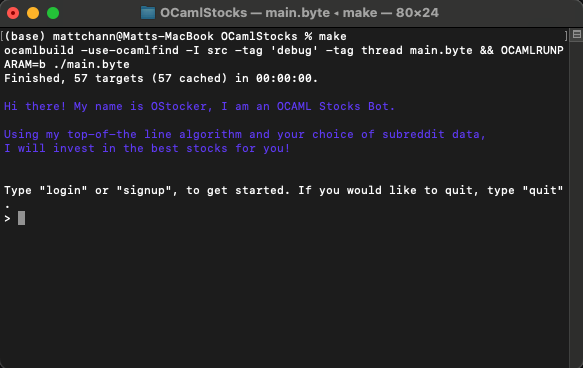 OCamlStocks — main.byte ◂ make — 80×24
[(base) mattchann@Matts-MacBook OCamlStocks % make ]
ocamlbuild -use-ocamlfind -I src -tag 'debug' -tag thread main.byte && OCAMLRUNP
ARAM=b ./main.byte
Finished, 57 targets (57 cached) in 00:00:00.
Hi there! My name is OStocker, I am an OCAML Stocks Bot.
Using my top-of-the line algorithm and your choice of subreddit data,
I will invest in the best stocks for you!
Type "login" or "signup", to get started. If you would like to quit, type "quit"
.
>